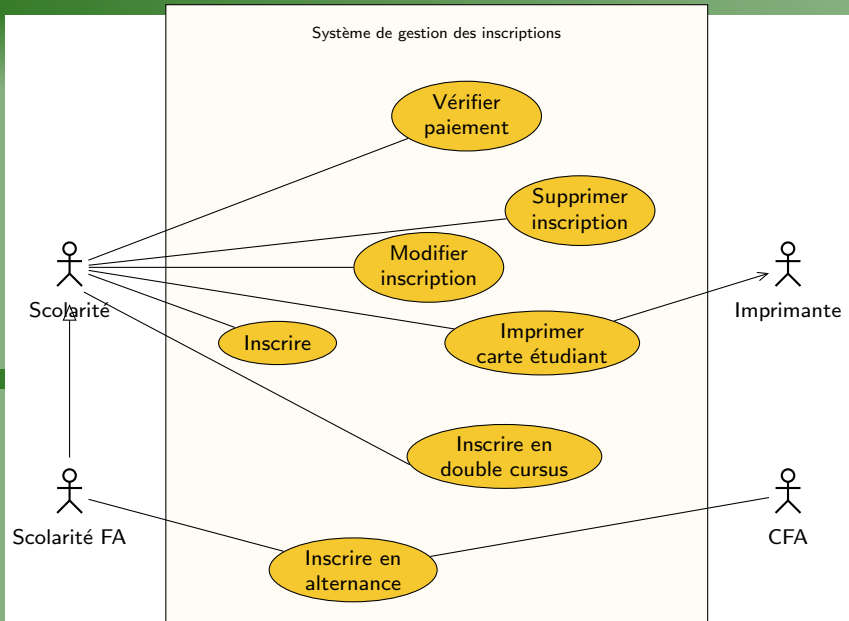 Système de gestion des inscriptions
Vérifier
paiement
Supprimer
inscription
Modifier
inscription
Scolarité
Imprimante
Inscrire
Imprimer
carte étudiant
Inscrire en
double cursus
Scolarité FA
CFA
Inscrire en
alternance